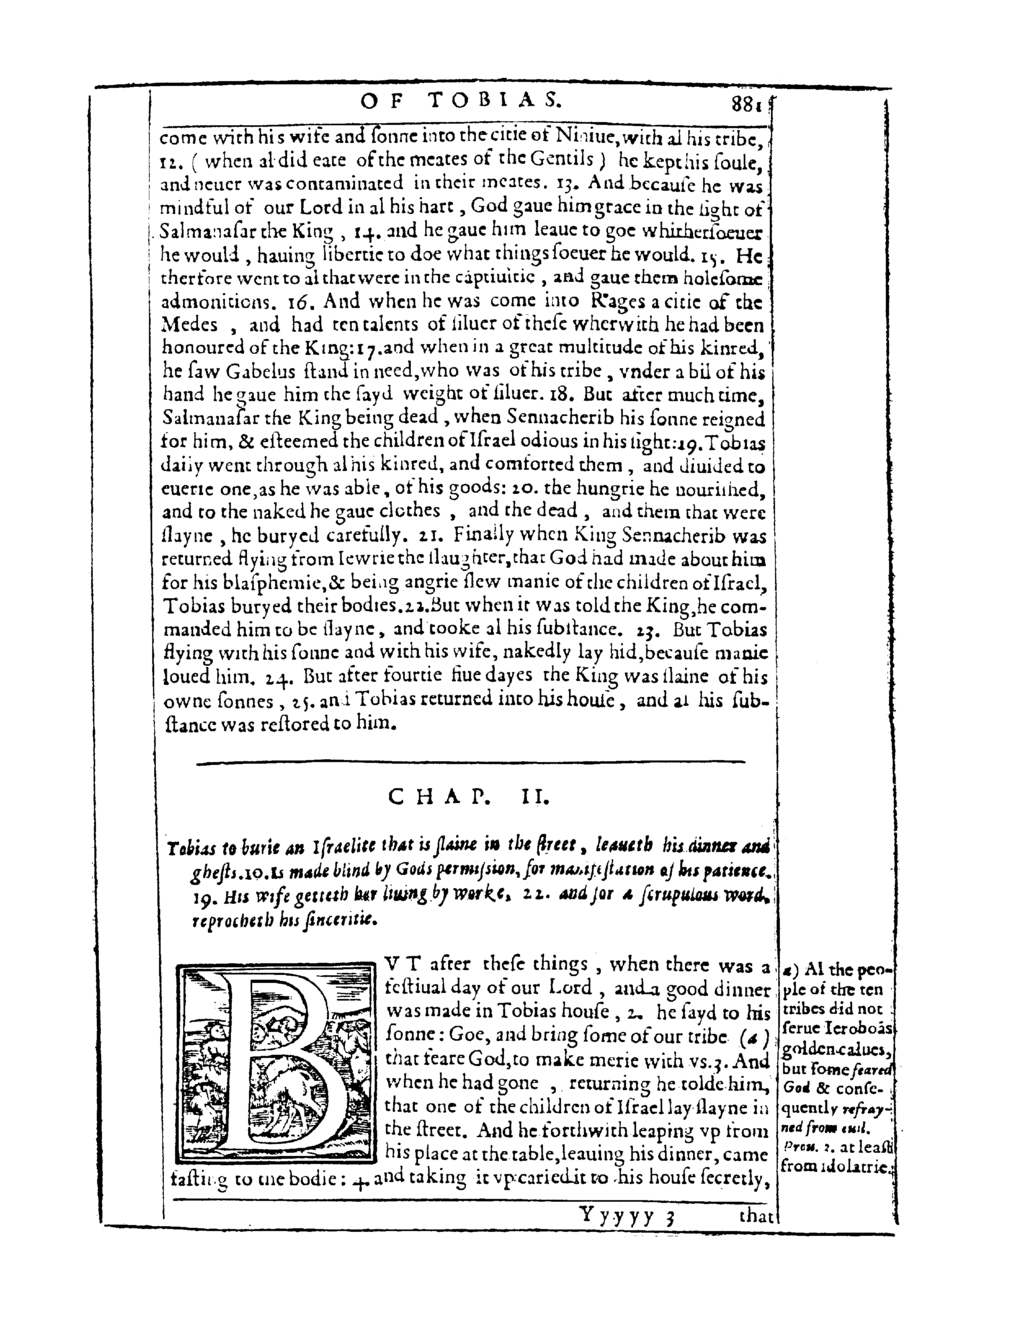 OF TOBIAS. 881
come with his wife and ſonne into the citie of Niniue, with al his tribe,
12. ( when al did eate of the meates of the Gentils ) he kept his ſoule,
and neuer was contaminated in their meates. 13. And becauſe he was
mindful of our Lord in al his hart , God gaue him grace in the ſight of
Salmanaſar the King , 14. and he gaue him leaue to goe whitherſoeuer
he would , hauing libertie to doe what things ſoeuer he would. 15. He
therfore went to al that were in the captiuitie , and gaue them holeſome
admonitions. 16. And when he was come into Rages a citie of the
Medes , and had ten talents of ſiluer of theſe wherwith he had been
honoured of the King: 17. and when in a great multitude of his kinred,
he ſaw Gabelus ſtand in need, who was of his tribe , vnder a bil of his
hand he gaue him the ſayd weight of ſiluer. 18. But after much time,
Salmanaſar the King being dead , when Sennacherib his ſonne reigned
for him, & eſteemed the children of Iſrael odious in his ſight: 19. Tobias
daily went through al his kinred, and comforted them , and diuided to
euerie one, as he was able, of his goods: 20. the hungrie he nouriſhed,
and to the naked he gaue clothes , and the dead , and them that were
ſlayne , he buryed carefully. 21. Finally when King Sennacherib was
returned flying from Iewrie the ſlaughter, that God had made about him
for his blaſphemie, & being angrie ſlew manie of the children of Iſrael,
Tobias buryed their bodies. 22. But when it was told the King, he com-
manded him to be ſlayne, and tooke al his ſubſtance. 23. But Tobias
flying with his ſonne and with his wife, nakedly lay hid, becauſe manie
loued him. 24. But after fourtie fiue dayes the King was ſlaine of his
owne ſonnes , 25. and Tobias returned into his houſe , and al his ſub-
ſtance was reſtored to him.
CHAP. II.
Tobias to burie an Iſraelite that is ſlaine in the ſtreet , leaueth his dinner and
gheſts. 10. Is made blind by Gods permiſsion, for manifeſtation of his patience.
19. His wife getteth her liuing by worke, 22. and for a ſcrupulous word,
reprocheth his ſinceritie.
BVT after theſe things , when there was a
feſtiual day of our Lord , and a good dinner
was made in Tobias houſe , 2. he ſayd to his
ſonne : Goe, and bring ſome of our tribe (a)
that feare God, to make merie with vs. 3. And
when he had gone , returning he tolde him,
that one of the children of Iſrael lay ſlayne in
the ſtreet. And he forthwith leaping vp from
his place at the table, leauing his dinner, came
faſting to the bodie : 4. and taking it vp caried it to his houſe ſecretly,
a) Al the peo-
ple of the ten
tribes did not
ſerue Ieroboãs
golden calues,
but ſome feared
God & conſe-
quently refray-
ned from euil.
Prou. 2. at leaſt
from idolatrie.
Yyyyy 3 that